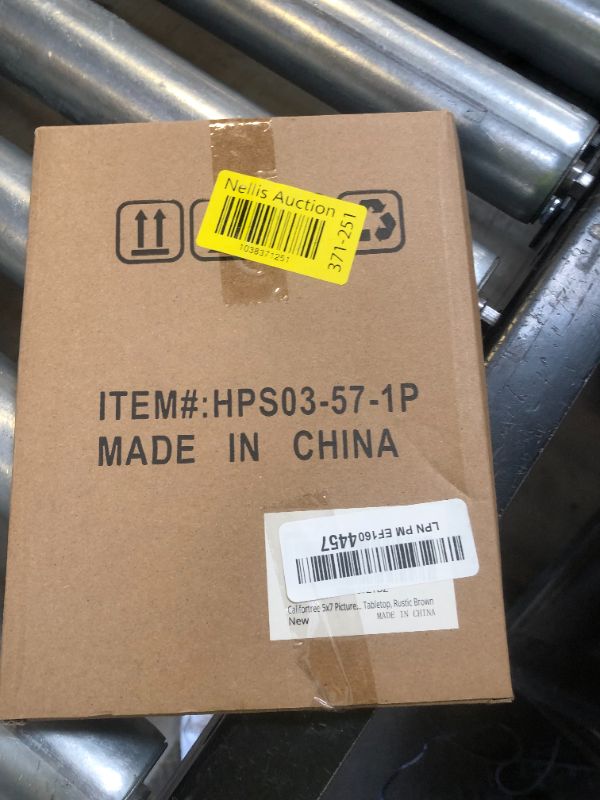 Nellis Auction
1038371251
371-251
ITEM#:HPS03-57-1P
MADE IN CHINA
LPN PM EF1604457
Califortree 5x7 Picture... Tabletop, Rustic Brown
New
MADE IN CHINA